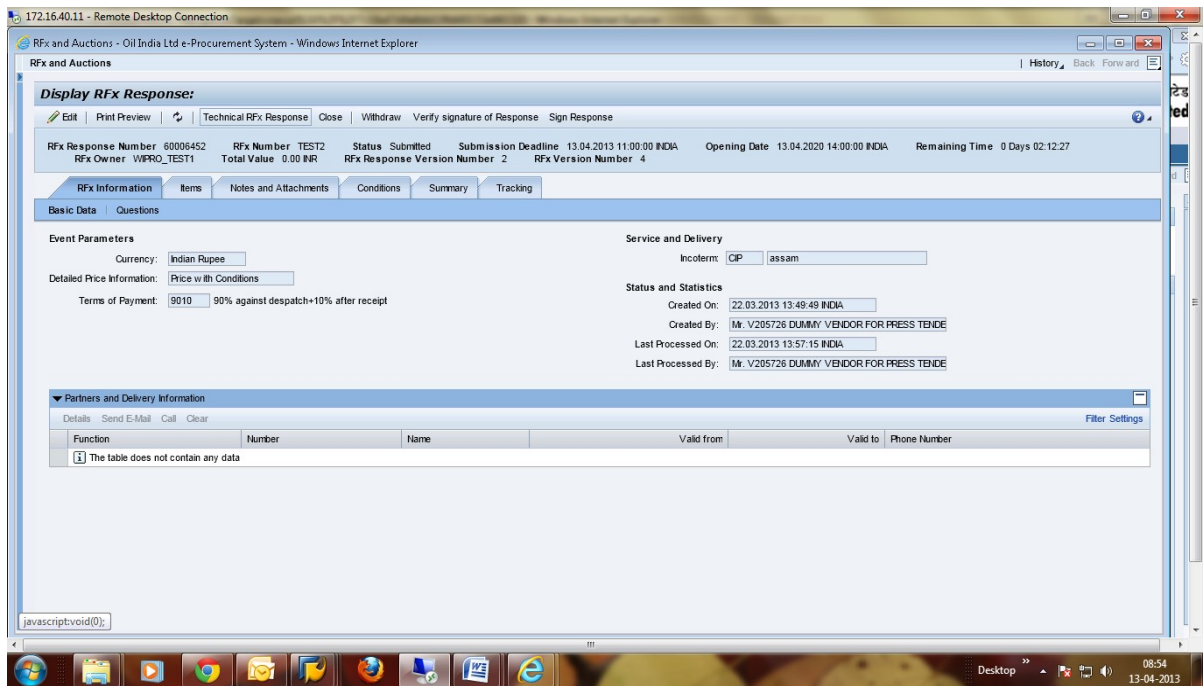 172.16.40.11 - Remote Desktop Connection
RFx and Auctions - Oil India Ltd e-Procurement System - Windows Internet Explorer
RFx and Auctions | History Back Forward
Display RFx Response:
Edit | Print Preview | Technical RFx Response Close | Withdraw Verify signature of Response Sign Response
RFx Response Number 60006452 RFx Number TEST2 Status Submitted Submission Deadline 13.04.2013 11:00:00 INDIA Opening Date 13.04.2020 14:00:00 INDIA Remaining Time 0 Days 02:12:27
RFx Owner WIPRO_TEST1 Total Value 0.00 INR RFx Response Version Number 2 RFx Version Number 4
RFx Information Items Notes and Attachments Conditions Summary Tracking
Basic Data | Questions
Event Parameters
Currency: Indian Rupee
Detailed Price Information: Price with Conditions
Terms of Payment: 9010 90% against despatch+10% after receipt
Service and Delivery
Incoterm: CIP assam
Status and Statistics
Created On: 22.03.2013 13:49:49 INDIA
Created By: Mr. V205726 DUMMY VENDOR FOR PRESS TENDE
Last Processed On: 22.03.2013 13:57:15 INDIA
Last Processed By: Mr. V205726 DUMMY VENDOR FOR PRESS TENDE
Partners and Delivery Information
Details Send E-Mail Call Clear Filter Settings
Function Number Name Valid from Valid to Phone Number
The table does not contain any data
javascript:void(0);
Desktop 08:54
13-04-2013